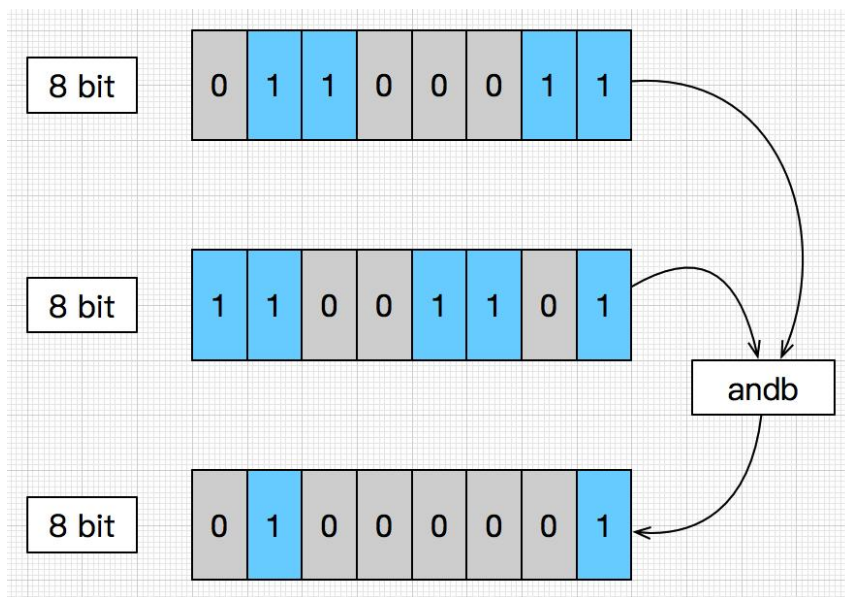 8 bit 0 1 1 0 0 0 1 1
8 bit 1 1 0 0 1 1 0 1
andb
8 bit 0 1 0 0 0 0 0 1